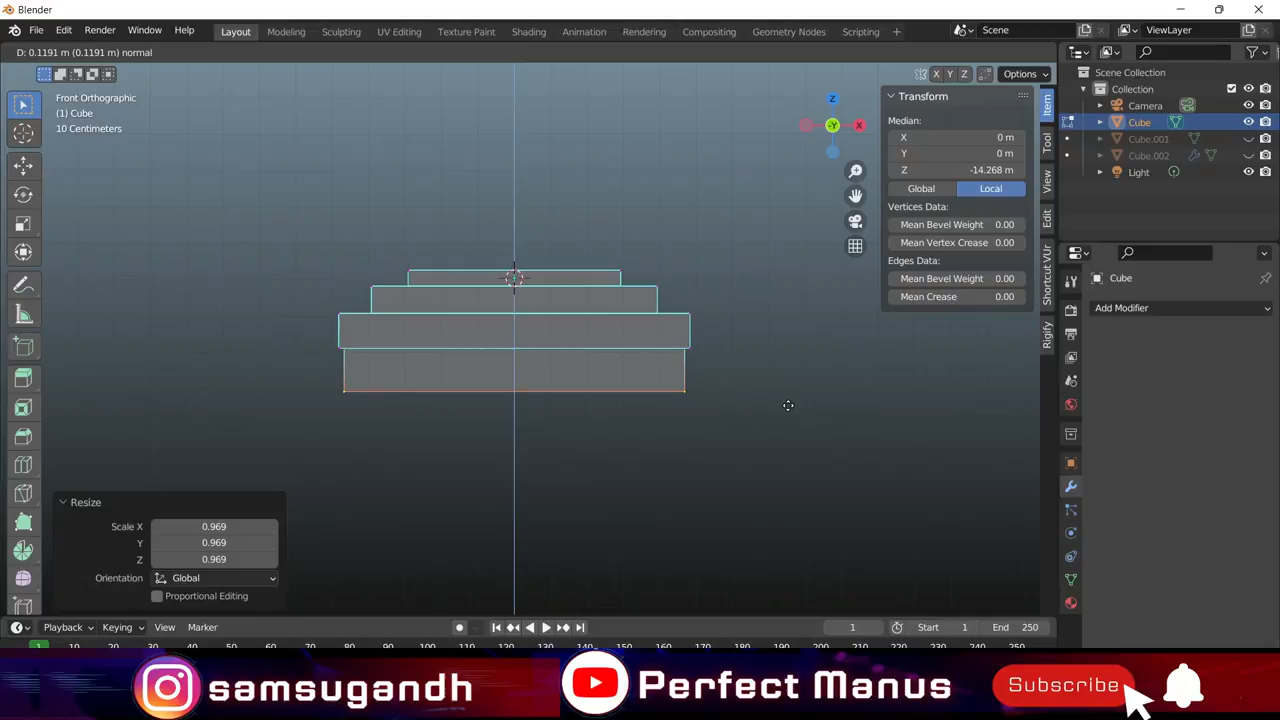 Blender
File Edit Render Window Help
Layout Modeling Sculpting UV Editing Texture Paint Shading Animation Rendering Compositing Geometry Nodes Scripting +
Scene
ViewLayer
D: 0.1191 m (0.1191 m) normal
X Y Z
Options
Front Orthographic
(1) Cube
10 Centimeters
Z
-Y
X
Transform
Median:
X 0 m
Y 0 m
Z -14.268 m
Global Local
Vertices Data:
Mean Bevel Weight 0.00
Mean Vertex Crease 0.00
Edges Data:
Mean Bevel Weight 0.00
Mean Crease 0.00
Item
Tool
View
Edit
Shortcut VUr
Rigify
Scene Collection
Collection
Camera
Cube
Cube.001
Cube.002
Light
Cube
Add Modifier
Resize
Scale X 0.969
Y 0.969
Z 0.969
Orientation Global
Proportional Editing
Playback Keying View Marker
1 Start 1 End 250
samsugandh
Perfect Manus
Subscribe